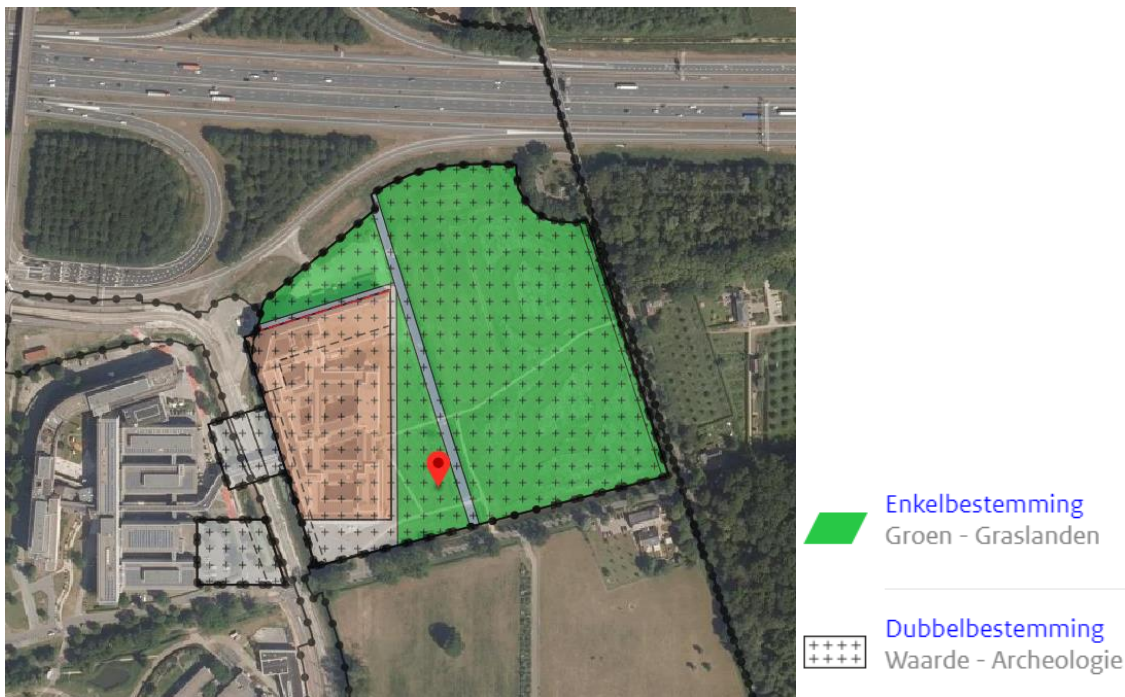 Enkelbestemming
Groen - Graslanden
Dubbelbestemming
Waarde - Archeologie